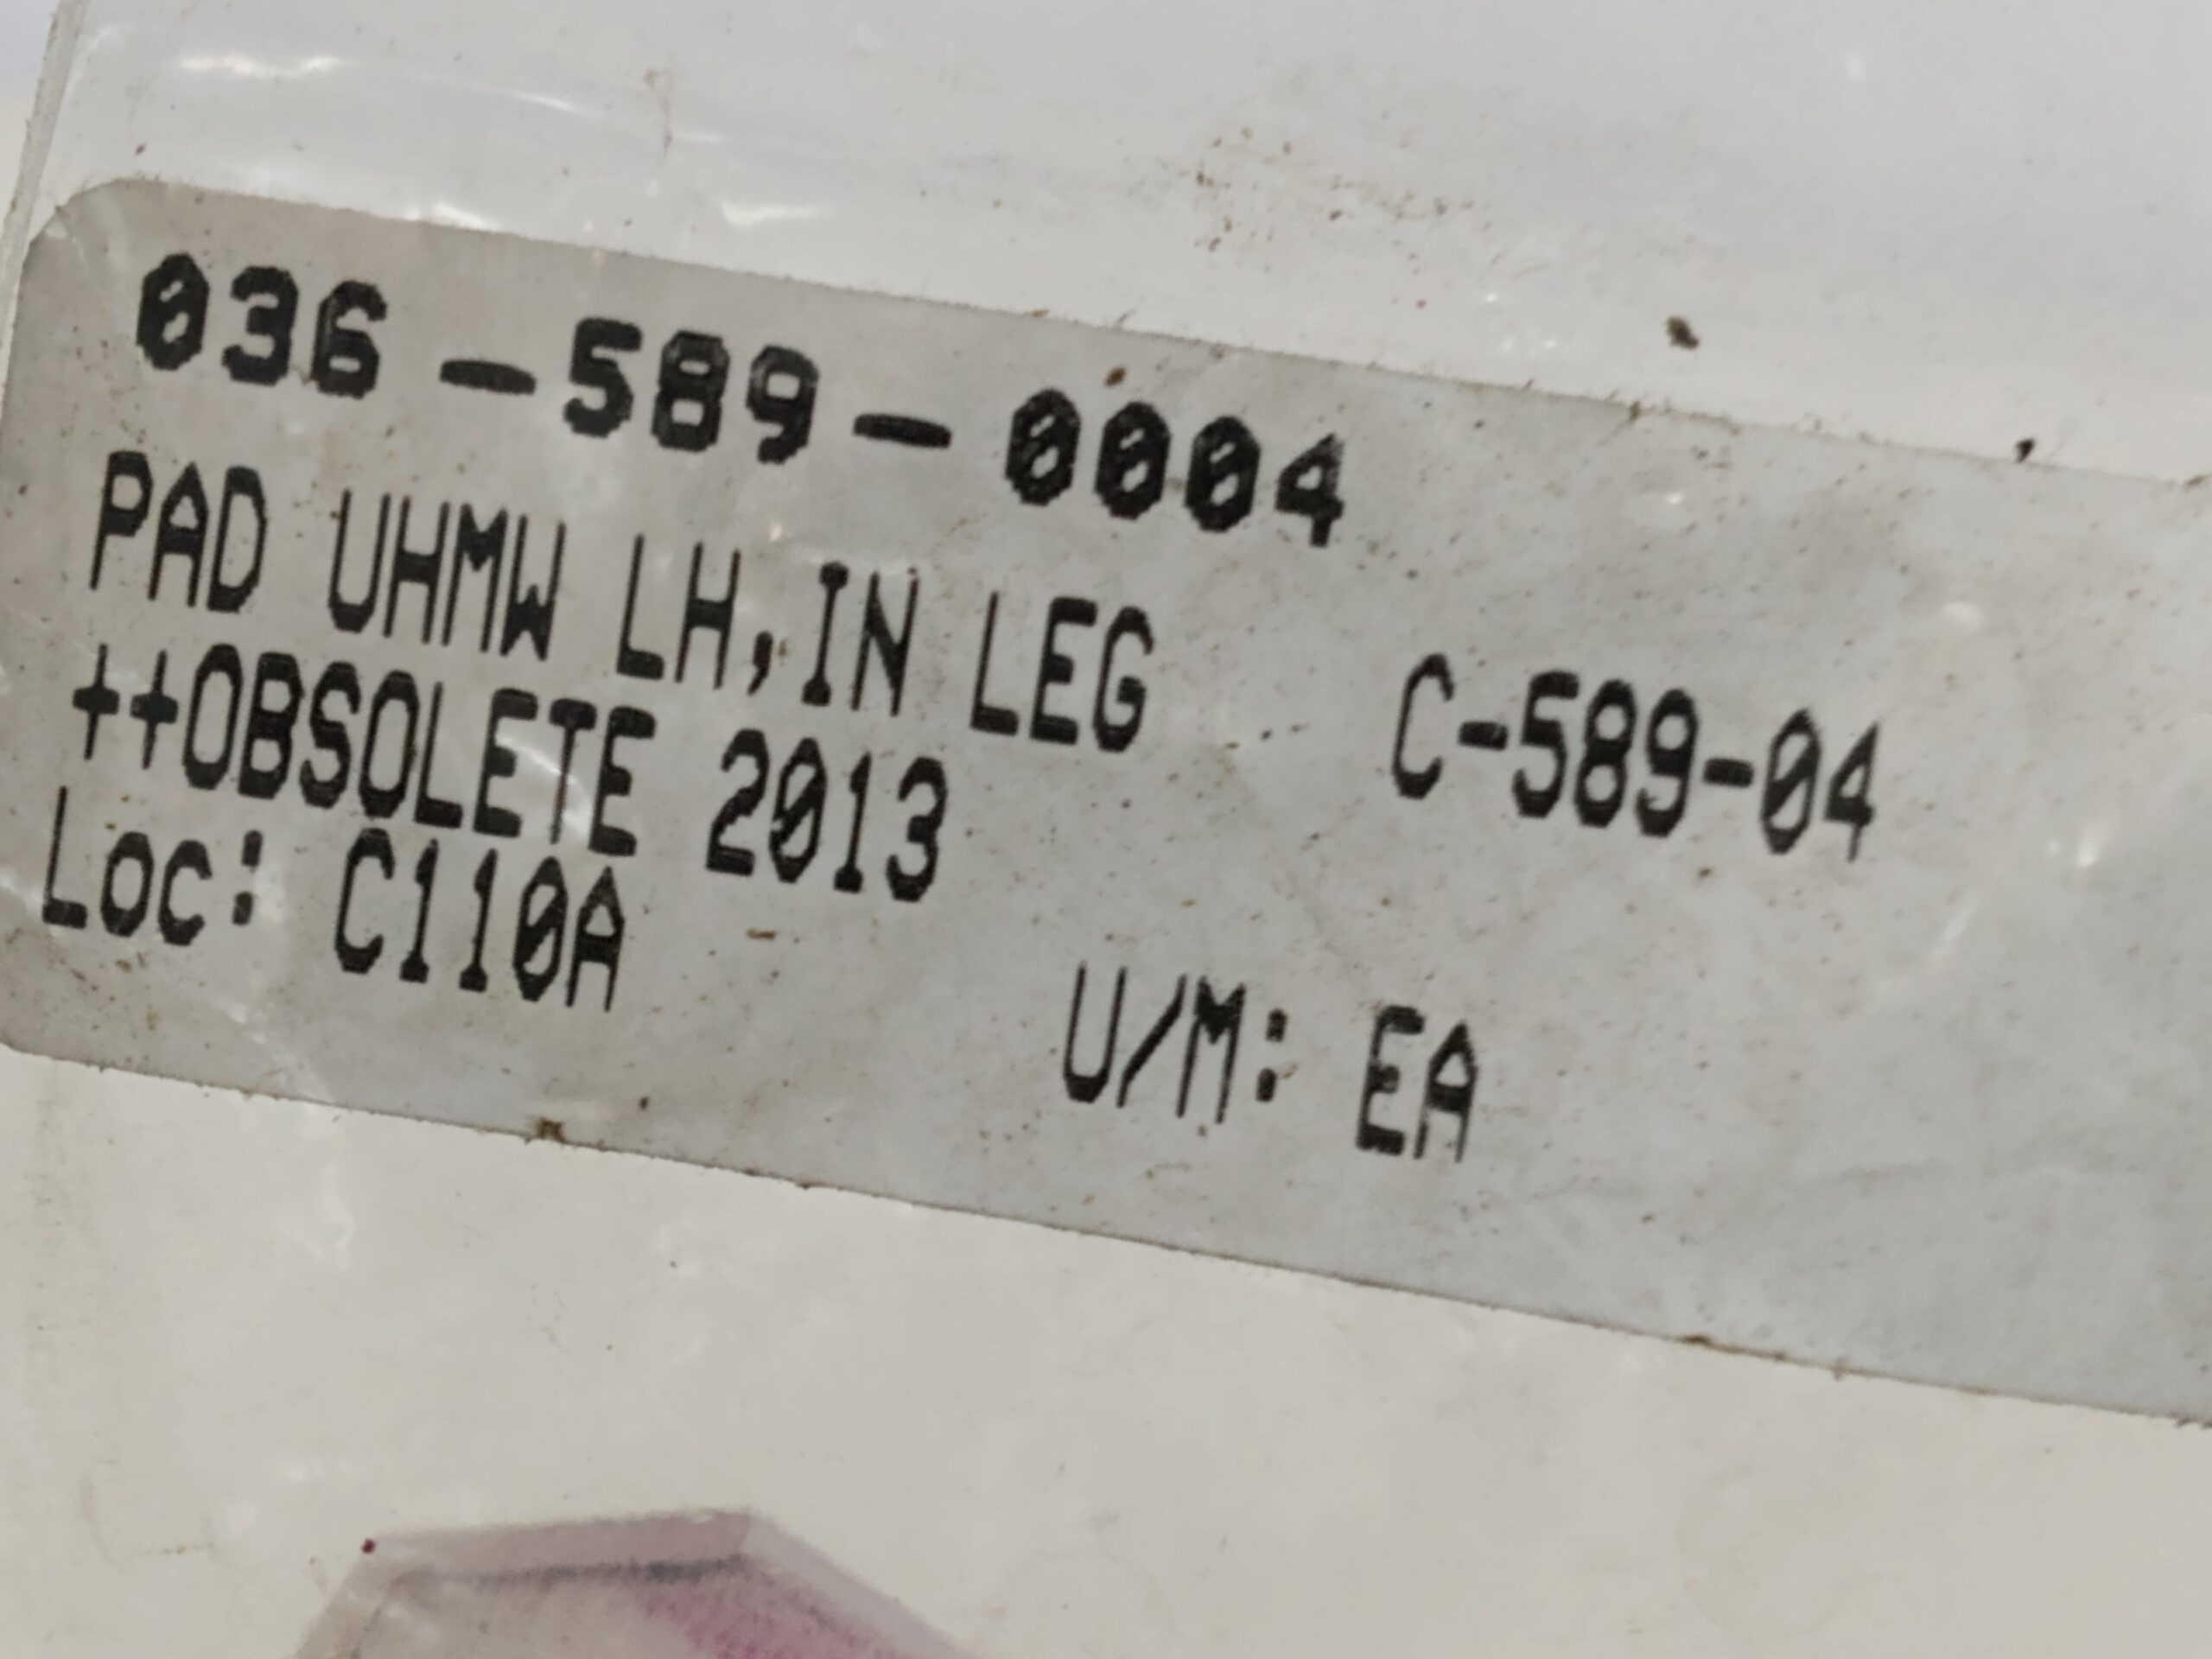 036-589-0004
PAD UHMW LH,IN LEG C-589-04
++OBSOLETE 2013
Loc: C110A U/M: EA